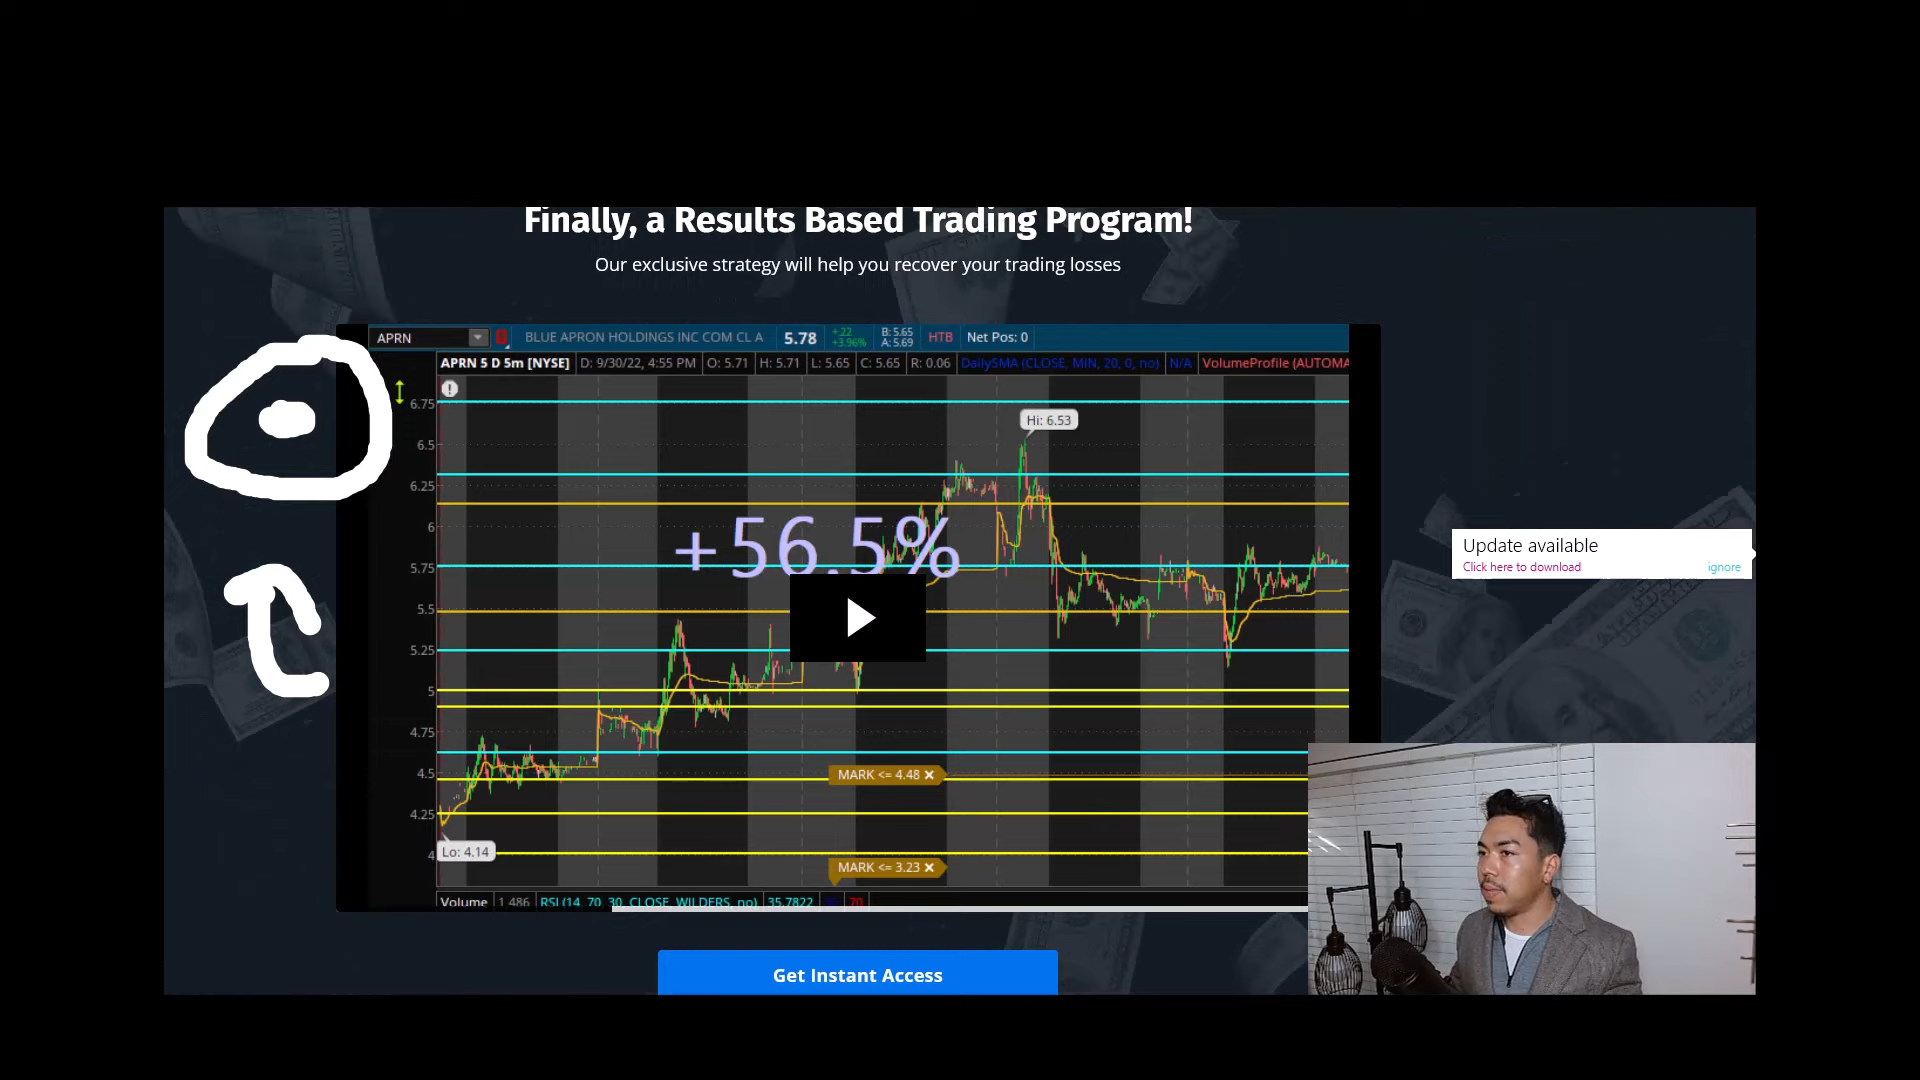 Finally, a Results Based Trading Program!
Our exclusive strategy will help you recover your trading losses
APRN BLUE APRON HOLDINGS INC COM CL A 5.78 +.22 +3.96% B: 5.65 A: 5.69 HTB Net Pos: 0
APRN 5 D 5m [NYSE] D: 9/30/22, 4:55 PM O: 5.71 H: 5.71 L: 5.65 C: 5.65 R: 0.06 DailySMA (CLOSE, MIN, 20, 0, no) N/A VolumeProfile (AUTOMA
6.75
Hi: 6.53
6.5
6.25
6
+56.5%
5.75
5.5
5.25
5
4.75
4.5
MARK <= 4.48
4.25
4
Lo: 4.14
MARK <= 3.23
Volume 1,486 RSI (14, 70, 30, CLOSE, WILDERS, no) 35.7822 70
Get Instant Access
Update available
Click here to download ignore